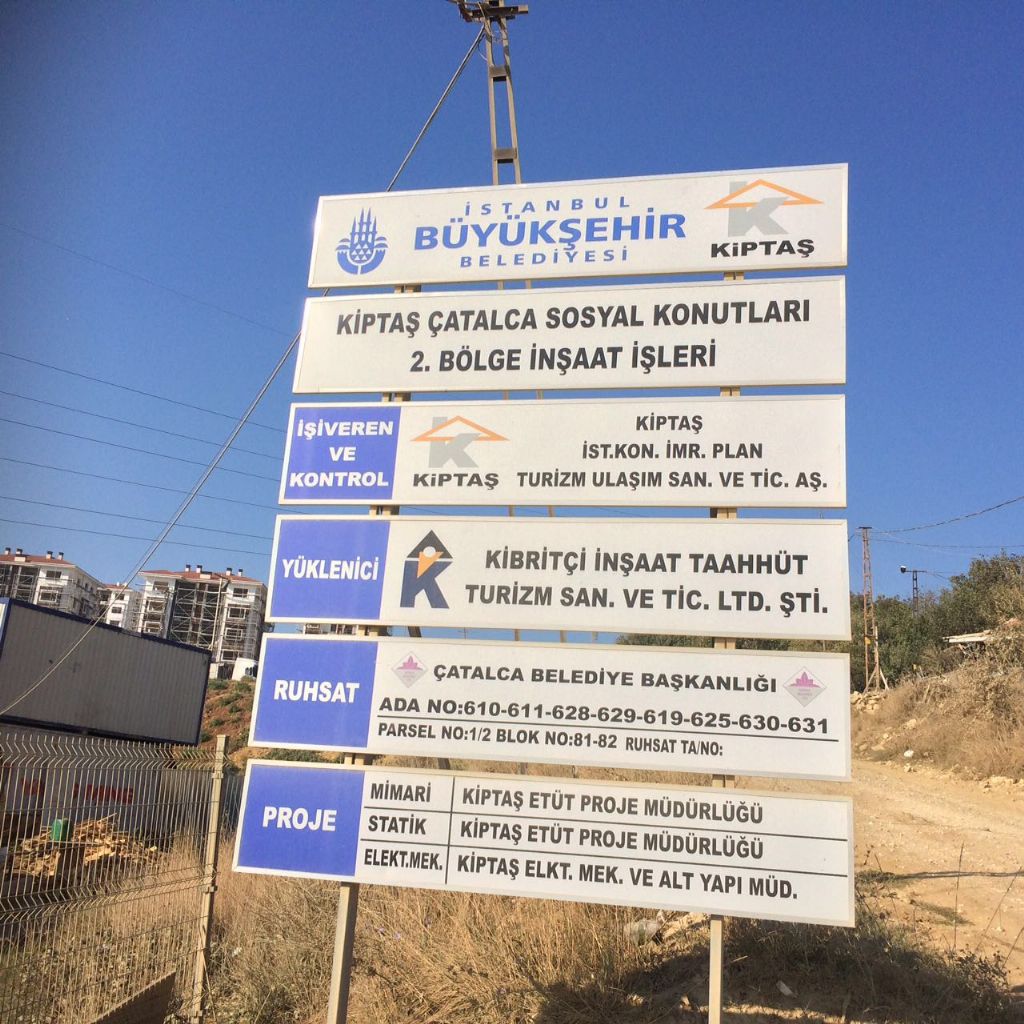 İSTANBUL
BÜYÜKŞEHİR
BELEDİYESİ
KİPTAŞ
KİPTAŞ ÇATALCA SOSYAL KONUTLARI
2. BÖLGE İNŞAAT İŞLERİ
İŞİVEREN
VE
KONTROL
KİPTAŞ
KİPTAŞ
İST.KON. İMR. PLAN
TURİZM ULAŞIM SAN. VE TİC. AŞ.
YÜKLENİCİ
KİBRİTÇİ İNŞAAT TAAHHÜT
TURİZM SAN. VE TİC. LTD. ŞTİ.
RUHSAT
ÇATALCA BELEDİYE BAŞKANLIĞI
ADA NO:610-611-628-629-619-625-630-631
PARSEL NO:1/2 BLOK NO:81-82 RUHSAT TA/NO:
PROJE
MİMARİ KİPTAŞ ETÜT PROJE MÜDÜRLÜĞÜ
STATİK KİPTAŞ ETÜT PROJE MÜDÜRLÜĞÜ
ELEKT.MEK. KİPTAŞ ELKT. MEK. VE ALT YAPI MÜD.